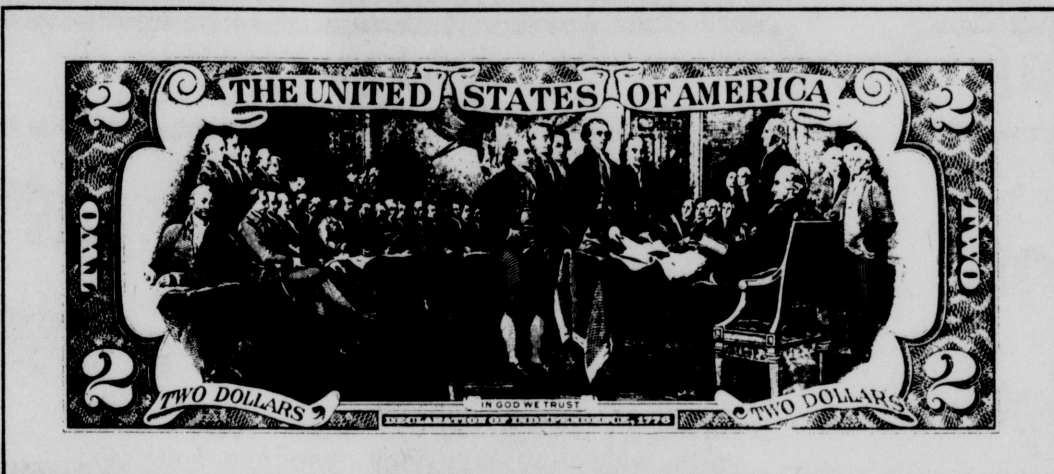 THE UNITED STATES OF AMERICA
2 2
TWO TWO
2 2
TWO DOLLARS TWO DOLLARS
IN GOD WE TRUST
DECLARATION OF INDEPENDENCE, 1776